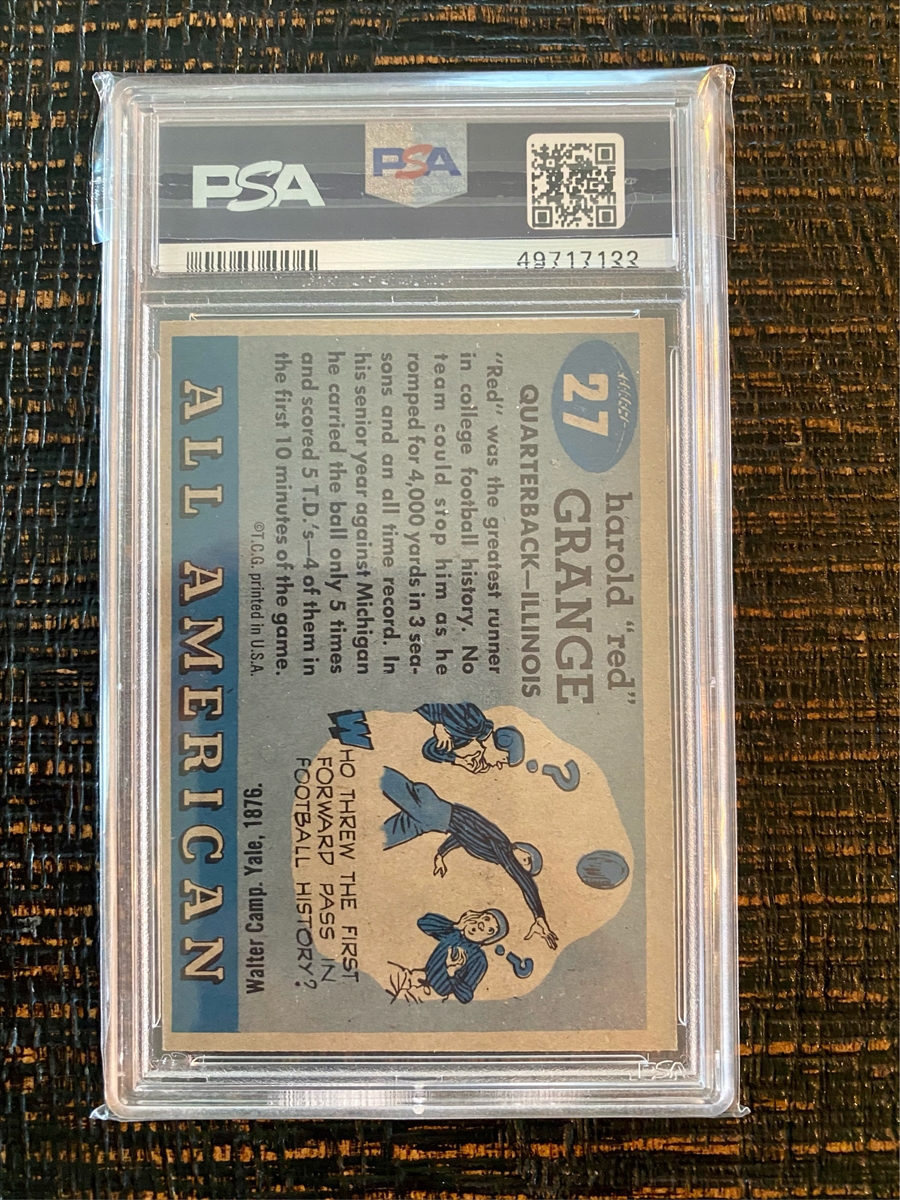 PSA
PSA
49717133
27
harold "red"
GRANGE
QUARTERBACK—ILLINOIS
"Red" was the greatest runner
in college football history. No
team could stop him as he
romped for 4,000 yards in 3 sea-
sons and an all time record. In
his senior year against Michigan
he carried the ball only 5 times
and scored 5 T.D.'s—4 of them in
the first 10 minutes of the game.
©T.C.G. printed in U.S.A.
?
?
WHO THREW THE FIRST
FORWARD PASS IN
FOOTBALL HISTORY?
Walter Camp. Yale, 1876.
ALL AMERICAN
PSA